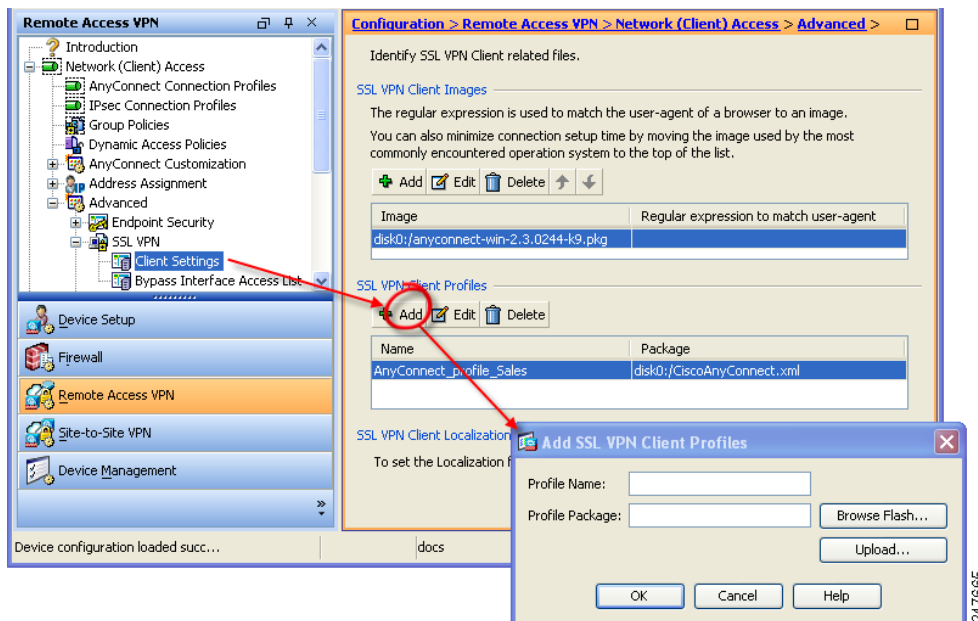 Remote Access VPN
Introduction
Network (Client) Access
AnyConnect Connection Profiles
IPsec Connection Profiles
Group Policies
Dynamic Access Policies
AnyConnect Customization
Address Assignment
Advanced
Endpoint Security
SSL VPN
Client Settings
Bypass Interface Access List
Device Setup
Firewall
Remote Access VPN
Site-to-Site VPN
Device Management
Configuration > Remote Access VPN > Network (Client) Access > Advanced >
Identify SSL VPN Client related files.
SSL VPN Client Images
The regular expression is used to match the user-agent of a browser to an image.
You can also minimize connection setup time by moving the image used by the most
commonly encountered operation system to the top of the list.
Add Edit Delete
Image Regular expression to match user-agent
disk0:/anyconnect-win-2.3.0244-k9.pkg
SSL VPN Client Profiles
Add Edit Delete
Name Package
AnyConnect_profile_Sales disk0:/CiscoAnyConnect.xml
SSL VPN Client Localization
To set the Localization
Add SSL VPN Client Profiles
Profile Name:
Profile Package: Browse Flash...
Upload...
OK Cancel Help
Device configuration loaded succ... docs